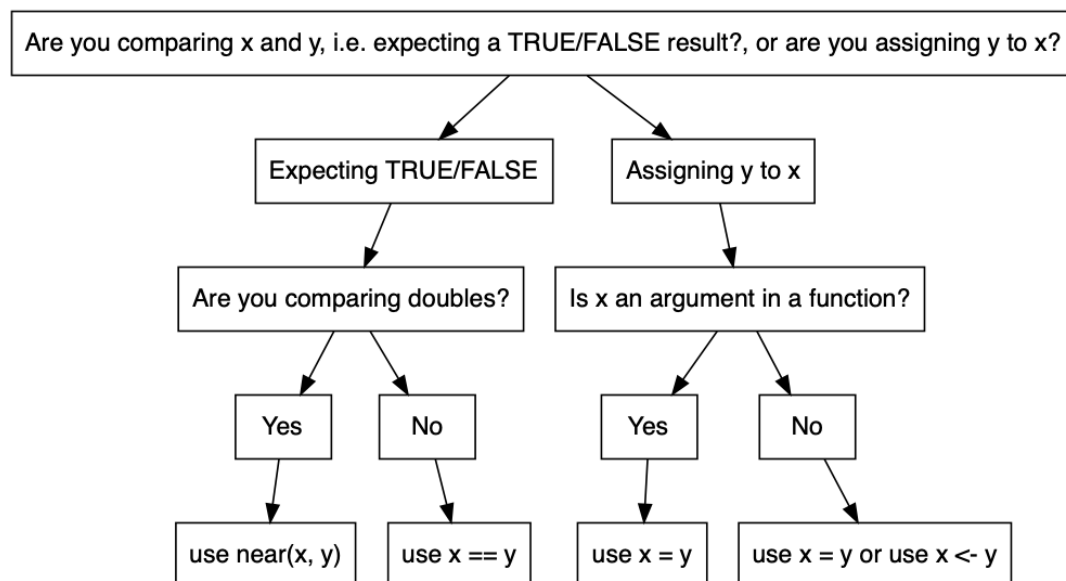 Are you comparing x and y, i.e. expecting a TRUE/FALSE result?, or are you assigning y to x?
Expecting TRUE/FALSE
Assigning y to x
Are you comparing doubles?
Is x an argument in a function?
Yes
No
Yes
No
use near(x, y)
use x == y
use x = y
use x = y or use x <- y